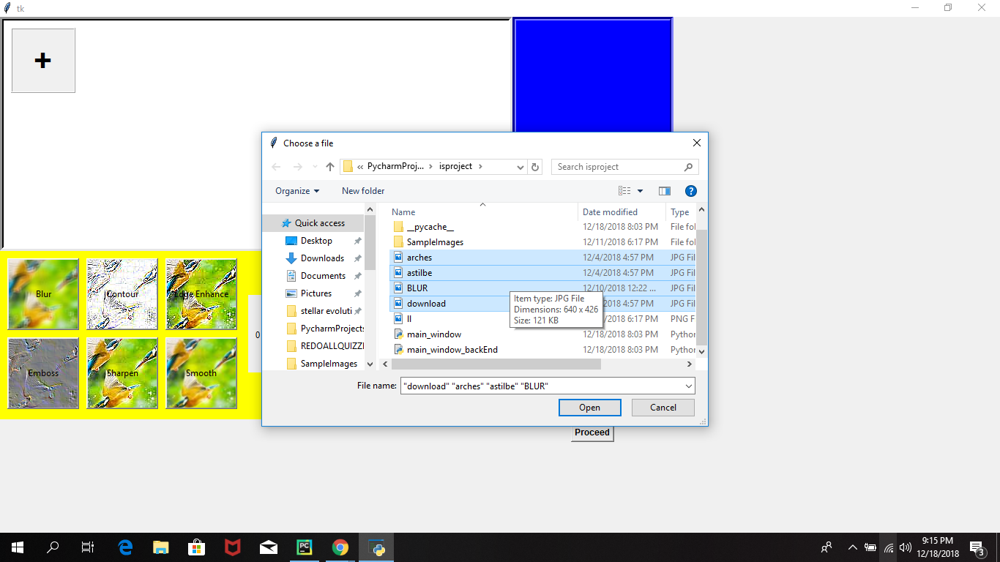 tk
+
Choose a file
« PycharmProj... › isproject ›
Search isproject
Organize
New folder
?
Name
Date modified
Type
Quick access
Desktop
Downloads
Documents
Pictures
stellar evoluti
PycharmProjects
REDOALLQUIZZI
SampleImages
__pycache__ 12/18/2018 8:03 PM File fol
SampleImages 12/11/2018 6:17 PM File fol
arches 12/4/2018 4:57 PM JPG Fil
astilbe 12/4/2018 4:57 PM JPG Fil
BLUR 12/10/2018 12:22 ... JPG Fil
download /2018 4:57 PM JPG Fil
ll /2018 6:17 PM PNG F
main_window 12/18/2018 8:03 PM Python
main_window_backEnd 12/18/2018 8:03 PM Python
Item type: JPG File
Dimensions: 640 x 426
Size: 121 KB
File name: "download" "arches" "astilbe" "BLUR"
Open
Cancel
Blur
Contour
Edge Enhance
0
Emboss
Sharpen
Smooth
Proceed
PC
9:15 PM
12/18/2018
3